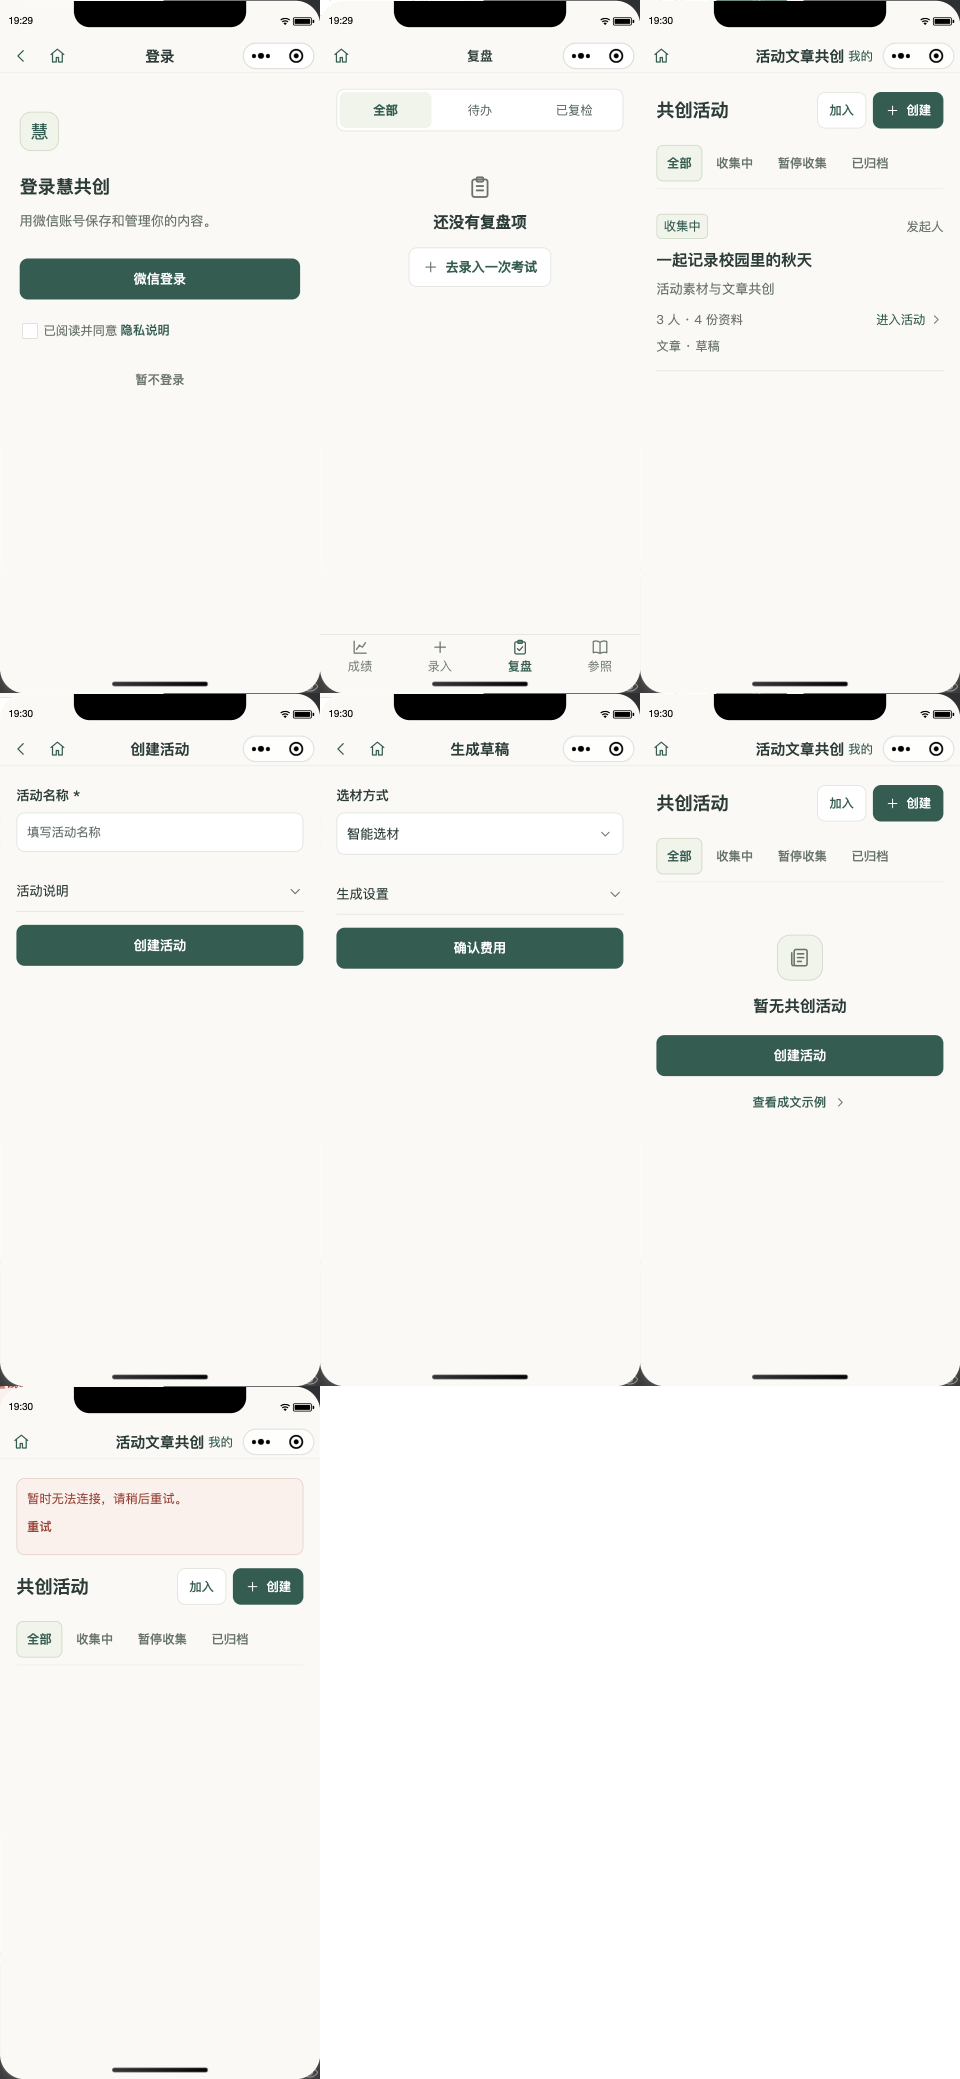 19:29
登录
慧
登录慧共创
用微信账号保存和管理你的内容。
微信登录
已阅读并同意 隐私说明
暂不登录
19:29
复盘
全部 待办 已复检
还没有复盘项
去录入一次考试
成绩 录入 复盘 参照
19:30
活动文章共创 我的
共创活动 加入 创建
全部 收集中 暂停收集 已归档
收集中 发起人
一起记录校园里的秋天
活动素材与文章共创
3 人 · 4 份资料 进入活动
文章 · 草稿
19:30
创建活动
活动名称 *
填写活动名称
活动说明
创建活动
19:30
生成草稿
选材方式
智能选材
生成设置
确认费用
19:30
活动文章共创 我的
共创活动 加入 创建
全部 收集中 暂停收集 已归档
暂无共创活动
创建活动
查看成文示例
19:30
活动文章共创 我的
暂时无法连接，请稍后重试。
重试
共创活动 加入 创建
全部 收集中 暂停收集 已归档